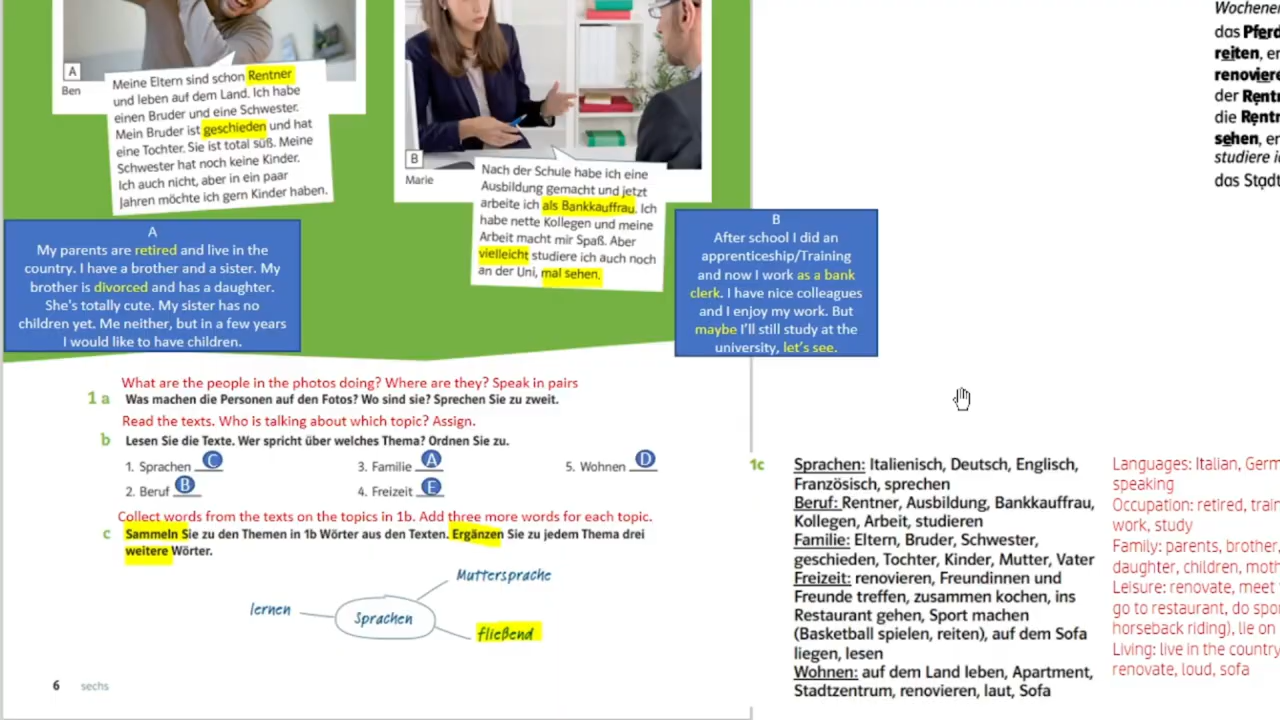 A
Ben
Meine Eltern sind schon Rentner
und leben auf dem Land. Ich habe
einen Bruder und eine Schwester.
Mein Bruder ist geschieden und hat
eine Tochter. Sie ist total süß. Meine
Schwester hat noch keine Kinder.
Ich auch nicht, aber in ein paar
Jahren möchte ich gern Kinder haben.
B
Marie
Nach der Schule habe ich eine
Ausbildung gemacht und jetzt
arbeite ich als Bankkauffrau. Ich
habe nette Kollegen und meine
Arbeit macht mir Spaß. Aber
vielleicht studiere ich auch noch
an der Uni, mal sehen.
A
My parents are retired and live in the
country. I have a brother and a sister. My
brother is divorced and has a daughter.
She's totally cute. My sister has no
children yet. Me neither, but in a few years
I would like to have children.
B
After school I did an
apprenticeship/Training
and now I work as a bank
clerk. I have nice colleagues
and I enjoy my work. But
maybe I'll still study at the
university, let's see.
What are the people in the photos doing? Where are they? Speak in pairs
1 a Was machen die Personen auf den Fotos? Wo sind sie? Sprechen Sie zu zweit.
Read the texts. Who is talking about which topic? Assign.
b Lesen Sie die Texte. Wer spricht über welches Thema? Ordnen Sie zu.
1. Sprachen C 3. Familie A 5. Wohnen D
2. Beruf B 4. Freizeit E
Collect words from the texts on the topics in 1b. Add three more words for each topic.
c Sammeln Sie zu den Themen in 1b Wörter aus den Texten. Ergänzen Sie zu jedem Thema drei
weitere Wörter.
Muttersprache
lernen
Sprachen
fließend
6 sechs
das
reiten, er
der
die
sehen, er
studiere
1c
Sprachen: Italienisch, Deutsch, Englisch,
Französisch, sprechen
Beruf: Rentner, Ausbildung, Bankkauffrau,
Kollegen, Arbeit, studieren
Familie: Eltern, Bruder, Schwester,
geschieden, Tochter, Kinder, Mutter, Vater
Freizeit: renovieren, Freundinnen und
Freunde treffen, zusammen kochen, ins
Restaurant gehen, Sport machen
(Basketball spielen, reiten), auf dem Sofa
liegen, lesen
Wohnen: auf dem Land leben, Apartment,
Stadtzentrum, renovieren, laut, Sofa
Languages: Italian, Germ
speaking
Occupation: retired, train
work, study
Family: parents, brother,
daughter, children, moth
Leisure: renovate, meet
go to restaurant, do spo
horseback riding), lie on
Living: live in the country
renovate, loud, sofa